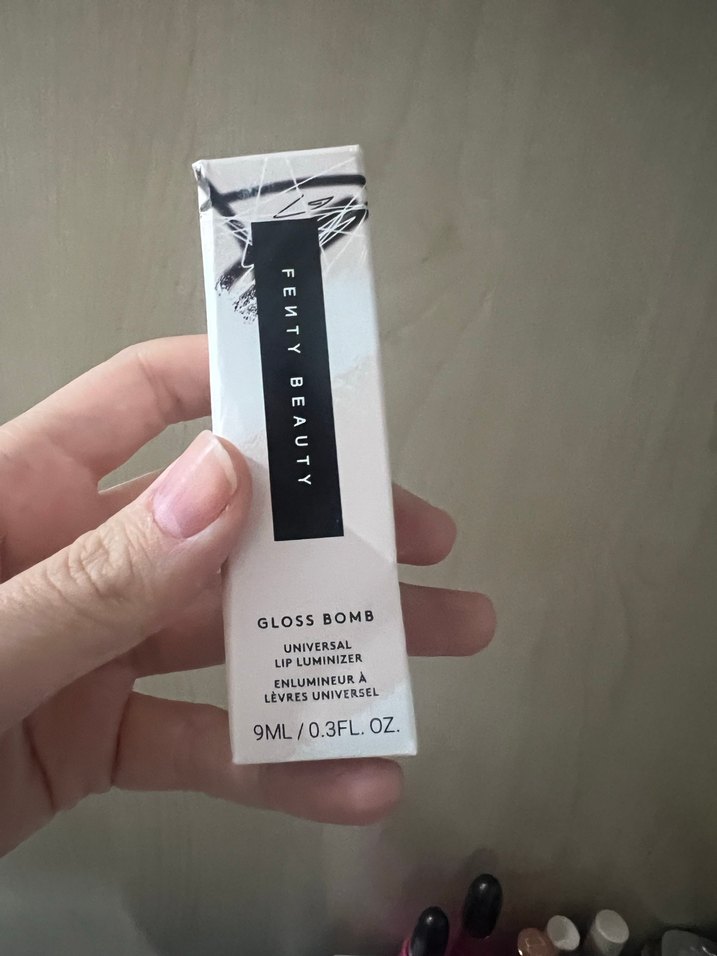 FENTY BEAUTY
GLOSS BOMB
UNIVERSAL
LIP LUMINIZER
ENLUMINEUR À
LÈVRES UNIVERSEL
9ML / 0.3FL. OZ.